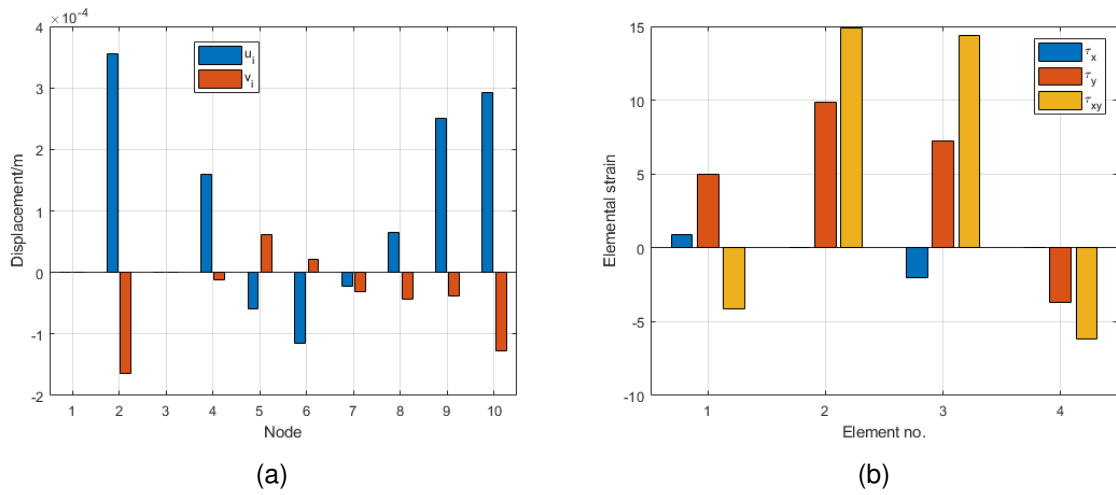 × 10^-4
4
3
2
1
0
-1
-2
Displacement/m
u_i
v_i
1 2 3 4 5 6 7 8 9 10
Node
(a)
15
10
5
0
-5
-10
Elemental strain
τ_x
τ_y
τ_xy
1 2 3 4
Element no.
(b)